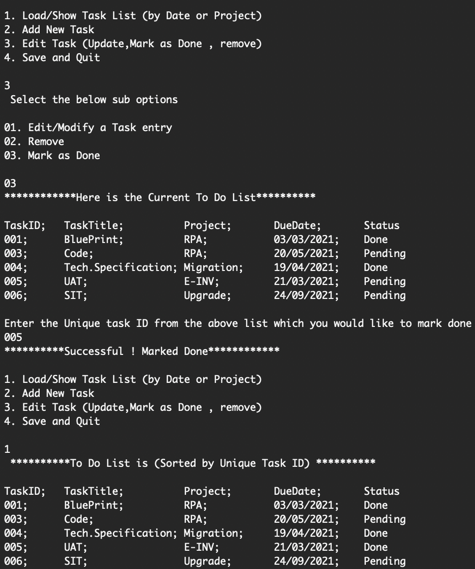 1. Load/Show Task List (by Date or Project)
2. Add New Task
3. Edit Task (Update,Mark as Done , remove)
4. Save and Quit
3
Select the below sub options
01. Edit/Modify a Task entry
02. Remove
03. Mark as Done
03
************Here is the Current To Do List**********
TaskID; TaskTitle; Project; DueDate; Status
001; BluePrint; RPA; 03/03/2021; Done
003; Code; RPA; 20/05/2021; Pending
004; Tech.Specification; Migration; 19/04/2021; Done
005; UAT; E-INV; 21/03/2021; Pending
006; SIT; Upgrade; 24/09/2021; Pending
Enter the Unique task ID from the above list which you would like to mark done
005
**********Successful ! Marked Done************
1. Load/Show Task List (by Date or Project)
2. Add New Task
3. Edit Task (Update,Mark as Done , remove)
4. Save and Quit
1
**********To Do List is (Sorted by Unique Task ID) **********
TaskID; TaskTitle; Project; DueDate; Status
001; BluePrint; RPA; 03/03/2021; Done
003; Code; RPA; 20/05/2021; Pending
004; Tech.Specification; Migration; 19/04/2021; Done
005; UAT; E-INV; 21/03/2021; Done
006; SIT; Upgrade; 24/09/2021; Pending